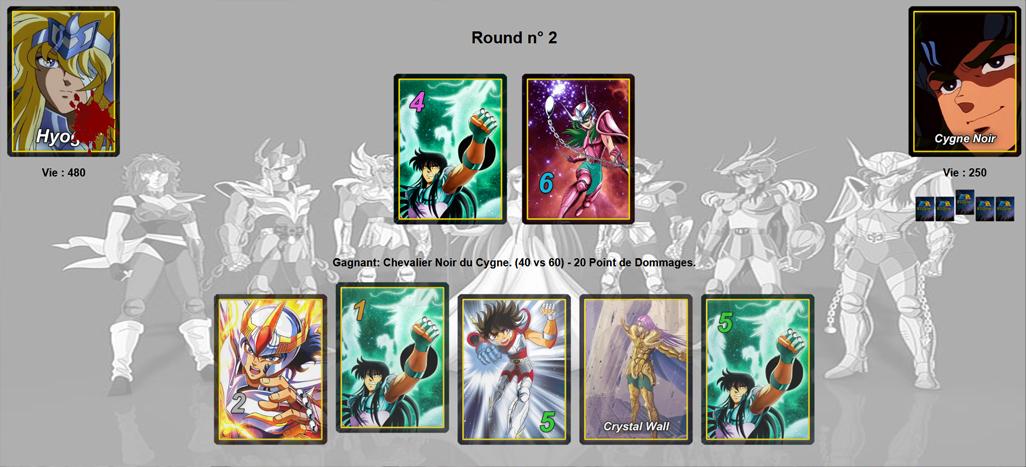 Round n° 2
Hyog
Cygne Noir
Vie : 480
Vie : 250
4
6
Gagnant: Chevalier Noir du Cygne. (40 vs 60) - 20 Point de Dommages.
2
1
5
Crystal Wall
5